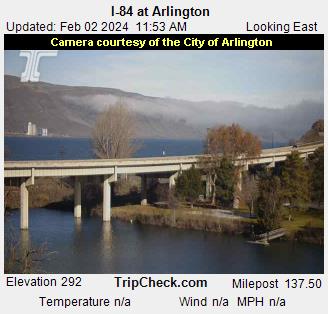 I-84 at Arlington
Updated: Feb 02 2024 11:53 AM Looking East
Camera courtesy of the City of Arlington
Elevation 292 TripCheck.com Milepost 137.50
Temperature n/a Wind n/a MPH n/a